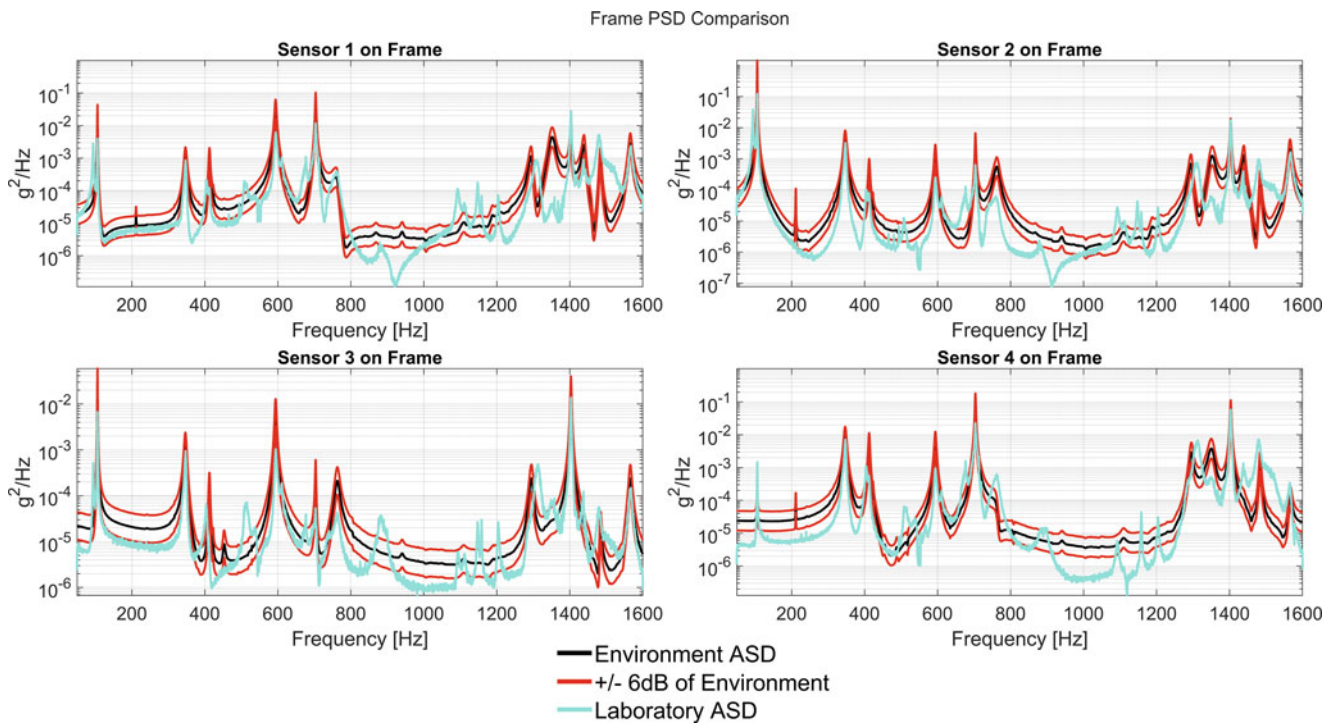 Frame PSD Comparison
Sensor 1 on Frame
g²/Hz
10⁻¹
10⁻²
10⁻³
10⁻⁴
10⁻⁵
10⁻⁶
200 400 600 800 1000 1200 1400 1600
Frequency [Hz]
Sensor 2 on Frame
g²/Hz
10⁻¹
10⁻²
10⁻³
10⁻⁴
10⁻⁵
10⁻⁶
10⁻⁷
200 400 600 800 1000 1200 1400 1600
Frequency [Hz]
Sensor 3 on Frame
g²/Hz
10⁻²
10⁻³
10⁻⁴
10⁻⁵
10⁻⁶
200 400 600 800 1000 1200 1400 1600
Frequency [Hz]
Sensor 4 on Frame
g²/Hz
10⁻¹
10⁻²
10⁻³
10⁻⁴
10⁻⁵
10⁻⁶
200 400 600 800 1000 1200 1400 1600
Frequency [Hz]
Environment ASD
+/- 6dB of Environment
Laboratory ASD